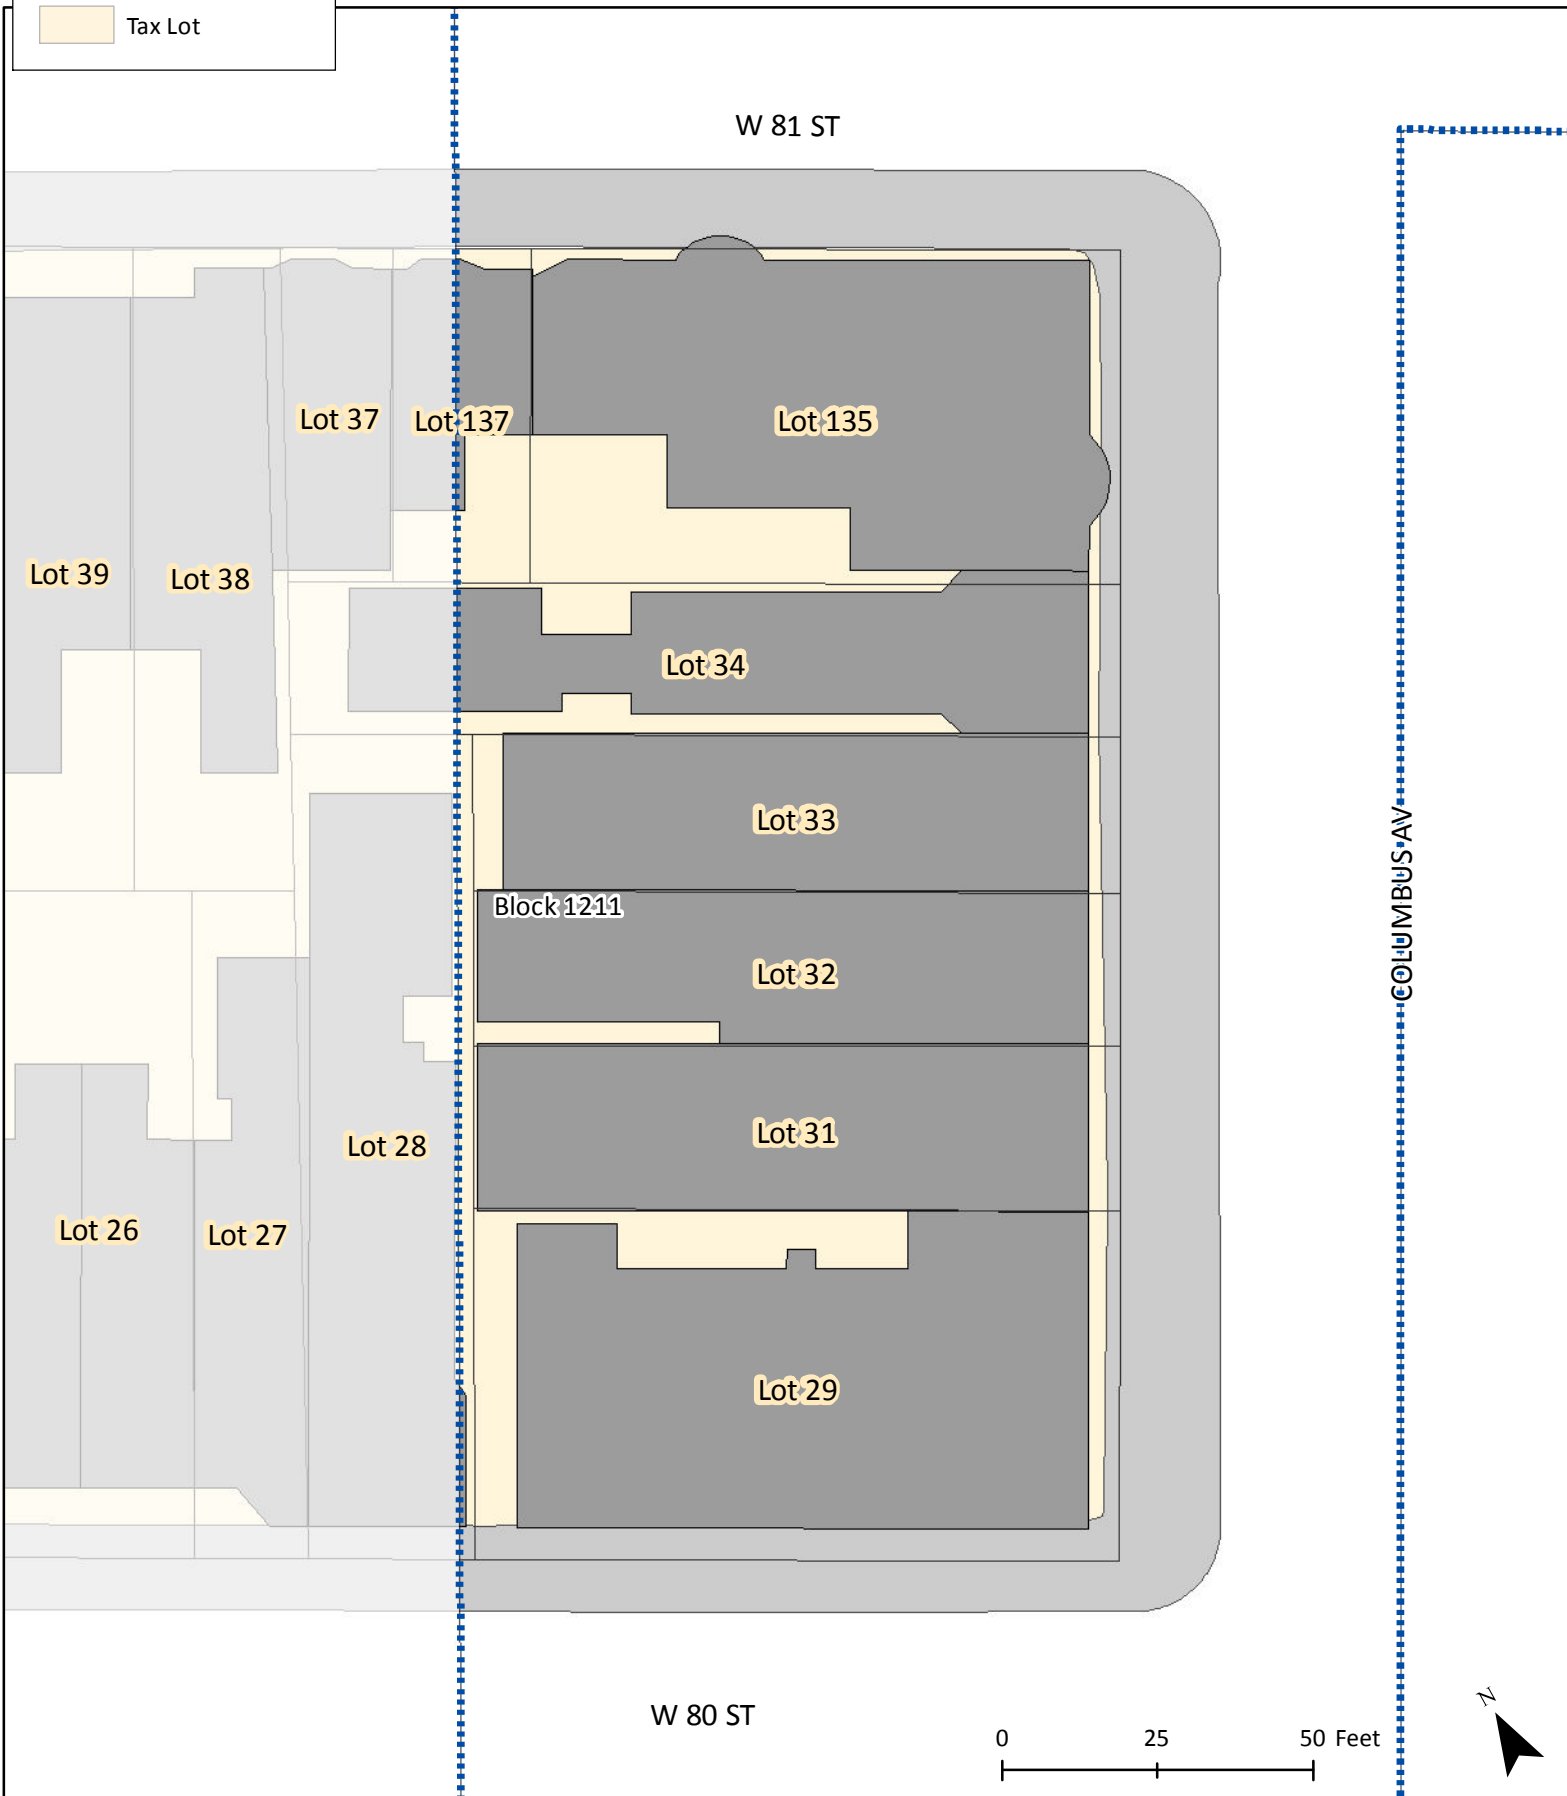 Tax Lot
W 81 ST
Lot 37
Lot 137
Lot 135
Lot 39
Lot 38
Lot 34
Lot 33
COLUMBUS AV
Block 1211
Lot 32
Lot 31
Lot 28
Lot 26
Lot 27
Lot 29
W 80 ST
N
0 25 50 Feet